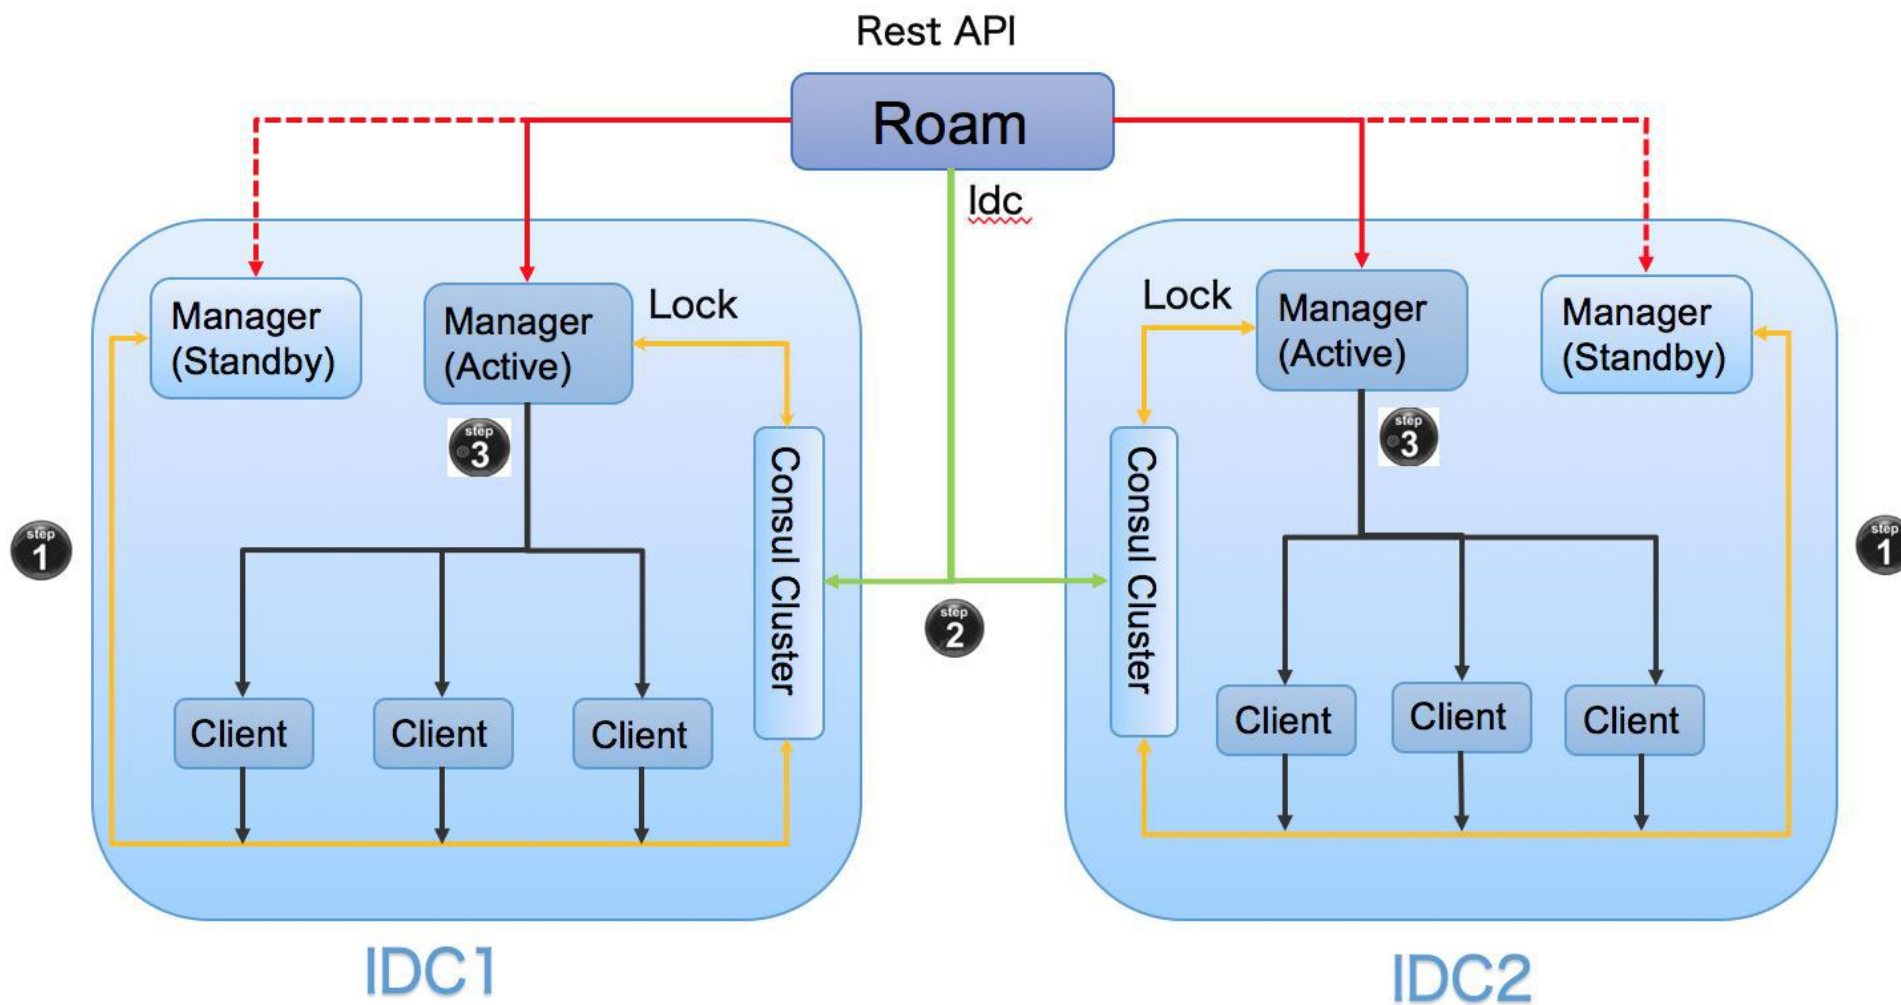 Rest API
Roam
Idc
Manager
(Standby)
Manager
(Active)
Lock
Lock
Manager
(Active)
Manager
(Standby)
step
3
step
3
Consul Cluster
Consul Cluster
step
1
step
1
step
2
Client
Client
Client
Client
Client
Client
IDC1
IDC2